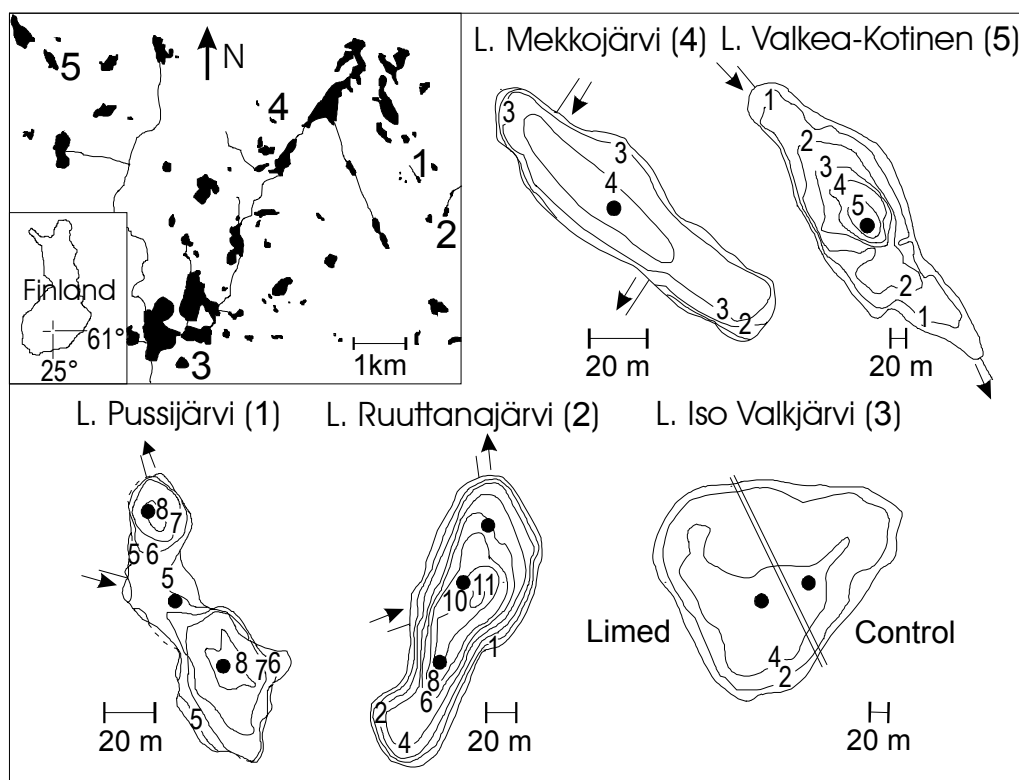 5
N
4
1
2
3
Finland
61°
25°
1km
L. Mekkojärvi (4)
3
3
4
3
2
20 m
L. Valkea-Kotinen (5)
1
2
3
4
5
2
1
20 m
L. Pussijärvi (1)
8
7
5 6
5
8 7 6
5
20 m
L. Ruuttanajärvi (2)
10 11
1
8
6
2
4
20 m
L. Iso Valkjärvi (3)
Limed
Control
4
2
20 m